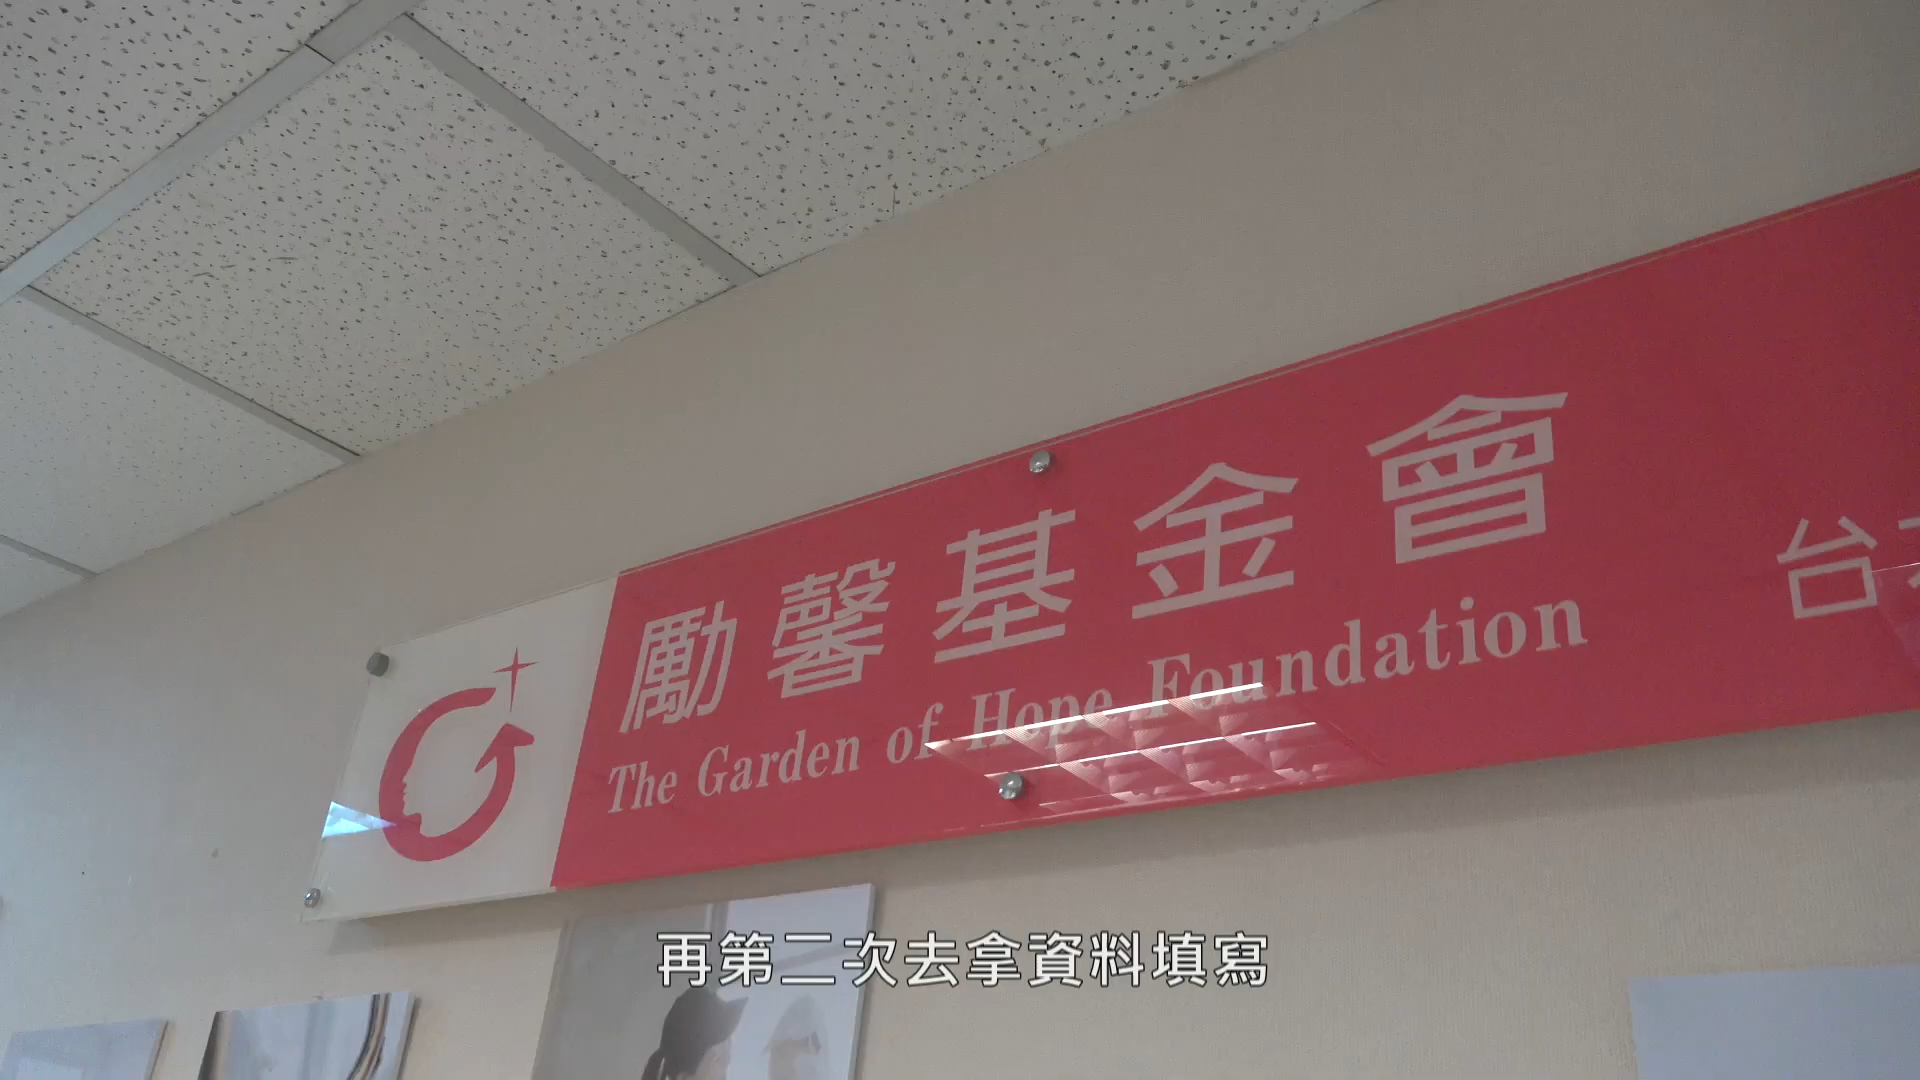 勵馨基金會
The Garden of Hope Foundation
台
再第二次去拿資料填寫